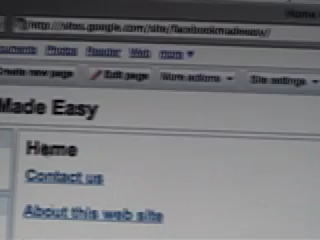 Home
http://sites.google.com/site/facebookmadeeasy/
Photos Reader Web more ▼
Create new page Edit page More actions ▼ Site settings ▼
Made Easy
Home
Contact us
About this web site